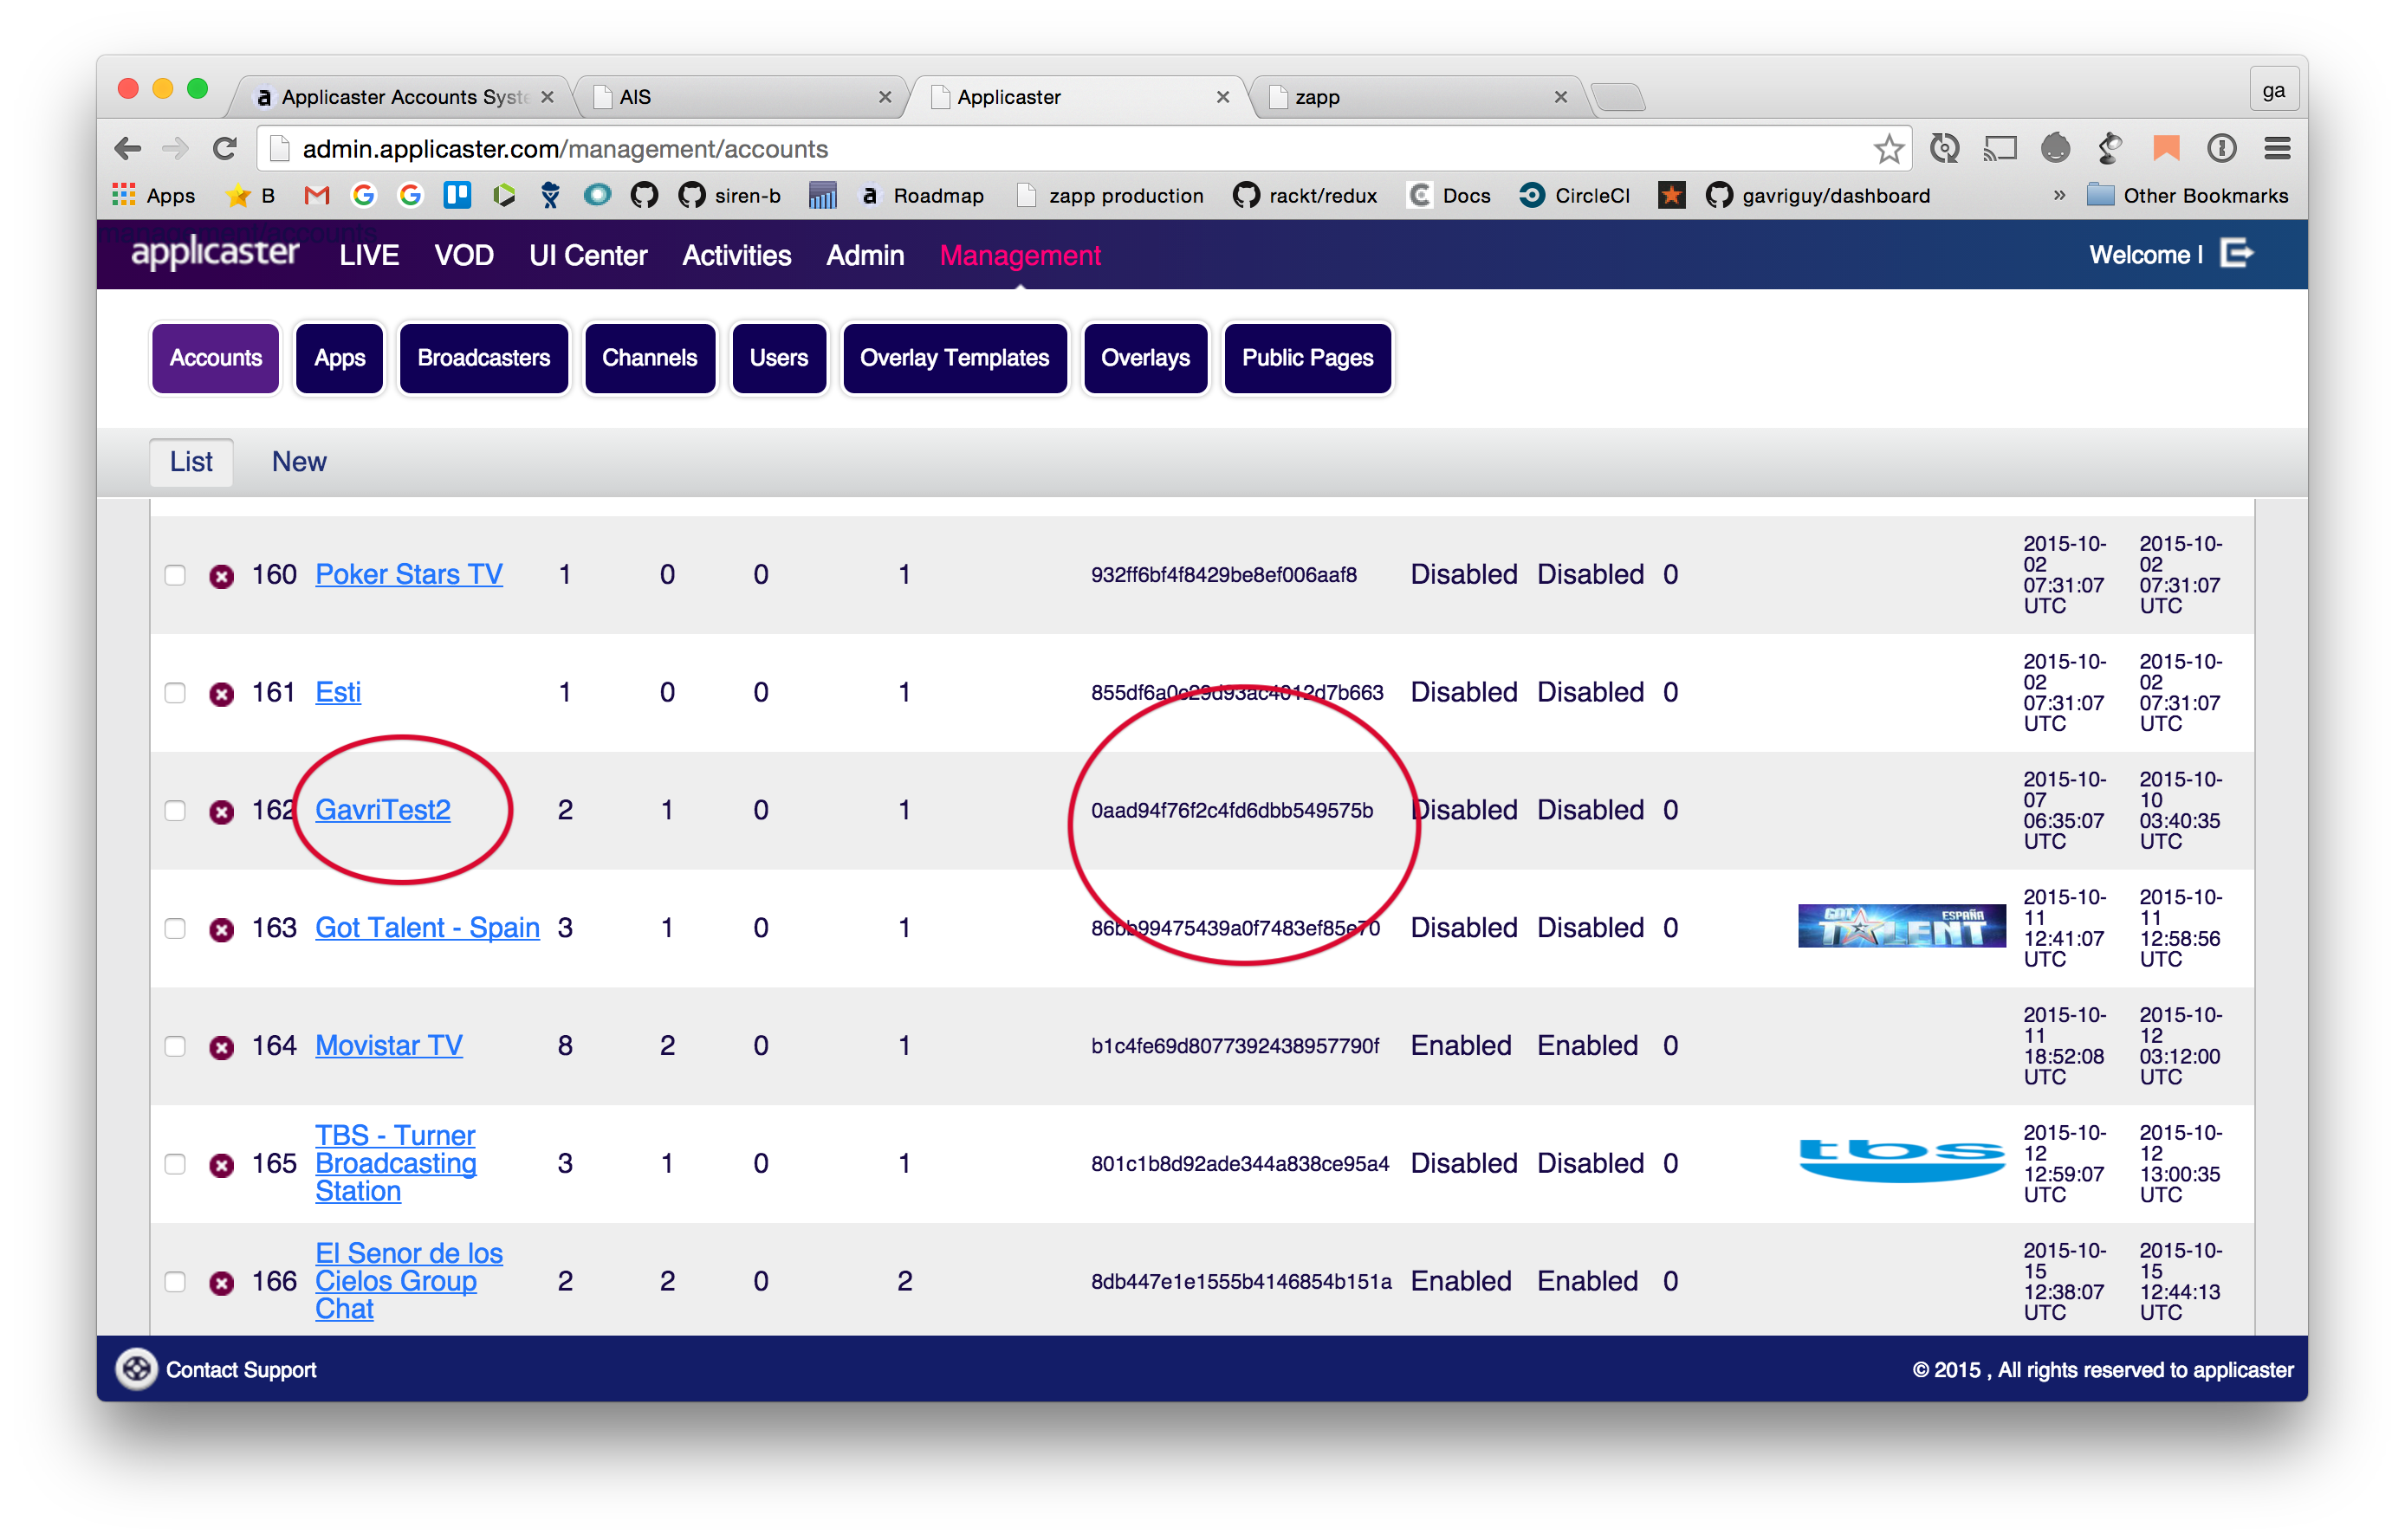 Applicaster Accounts Syste
AIS
Applicaster
zapp
ga
admin.applicaster.com/management/accounts
Apps B siren-b a Roadmap zapp production rackt/redux Docs CircleCI gavriguy/dashboard » Other Bookmarks
management/accounts
applicaster LIVE VOD UI Center Activities Admin Management Welcome I
Accounts Apps Broadcasters Channels Users Overlay Templates Overlays Public Pages
List New
160 Poker Stars TV 1 0 0 1 932ff6bf4f8429be8ef006aaf8 Disabled Disabled 0
2015-10-
02
07:31:07
UTC
2015-10-
02
07:31:07
UTC
161 Esti 1 0 0 1 855df6a0c29d93ac4012d7b663 Disabled Disabled 0
2015-10-
02
07:31:07
UTC
2015-10-
02
07:31:07
UTC
162 GavriTest2 2 1 0 1 0aad94f76f2c4fd6dbb549575b Disabled Disabled 0
2015-10-
07
06:35:07
UTC
2015-10-
10
03:40:35
UTC
163 Got Talent - Spain 3 1 0 1 86bb99475439a0f7483ef85e70 Disabled Disabled 0
GOT ESPAÑA
TALENT
2015-10-
11
12:41:07
UTC
2015-10-
11
12:58:56
UTC
164 Movistar TV 8 2 0 1 b1c4fe69d8077392438957790f Enabled Enabled 0
2015-10-
11
18:52:08
UTC
2015-10-
12
03:12:00
UTC
TBS - Turner
165 Broadcasting 3 1 0 1 801c1b8d92ade344a838ce95a4 Disabled Disabled 0
Station
tbs
2015-10-
12
12:59:07
UTC
2015-10-
12
13:00:35
UTC
El Senor de los
166 Cielos Group 2 2 0 2 8db447e1e1555b4146854b151a Enabled Enabled 0
Chat
2015-10-
15
12:38:07
UTC
2015-10-
15
12:44:13
UTC
Contact Support © 2015 , All rights reserved to applicaster